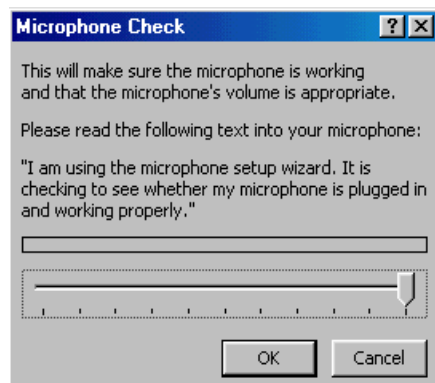 Microphone Check
This will make sure the microphone is working
and that the microphone's volume is appropriate.
Please read the following text into your microphone:
"I am using the microphone setup wizard. It is
checking to see whether my microphone is plugged in
and working properly."
OK Cancel